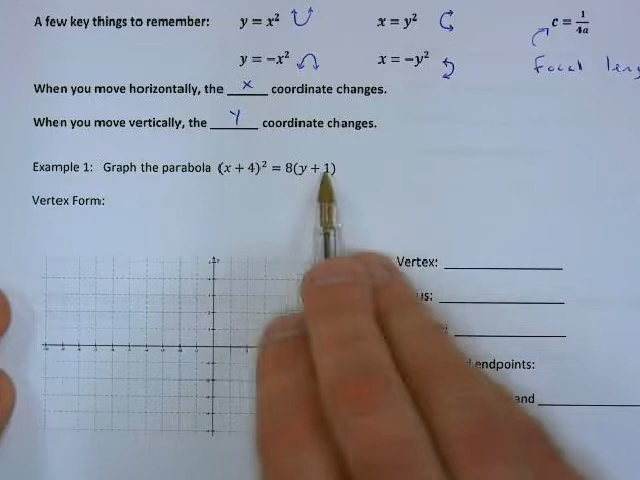 A few key things to remember: y = x² x = y² c = 1/4a
y = −x² x = −y² Focal
When you move horizontally, the x coordinate changes.
When you move vertically, the y coordinate changes.
Example 1: Graph the parabola (x + 4)² = 8(y + 1)
Vertex Form:
Vertex:
us:
endpoints:
and